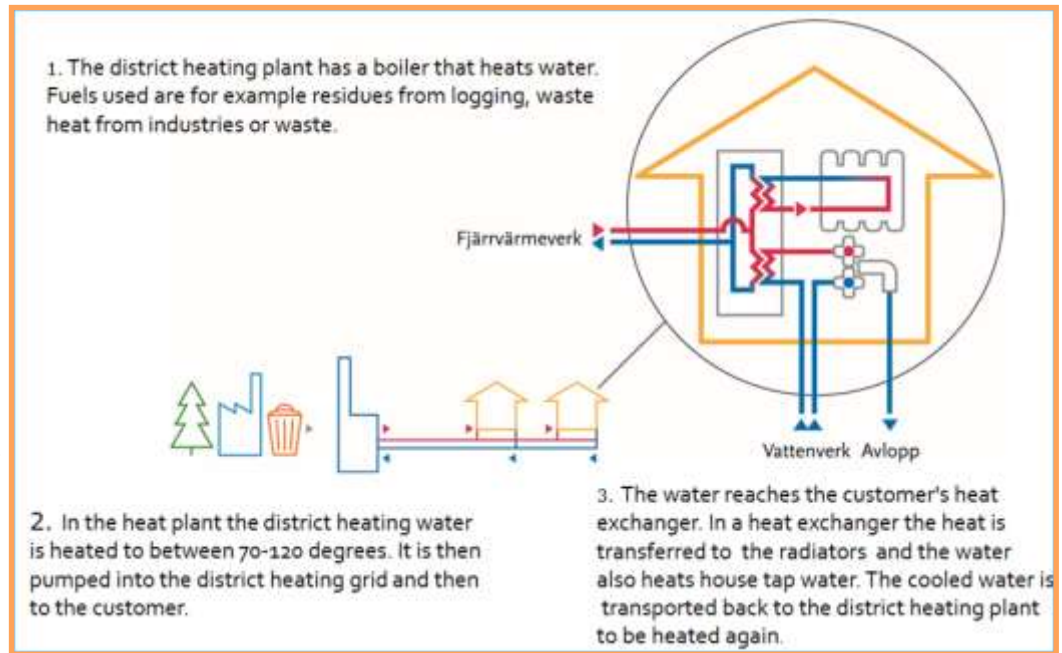 1. The district heating plant has a boiler that heats water.
Fuels used are for example residues from logging, waste
heat from industries or waste.
Fjärrvärmeverk
Vattenverk Avlopp
2. In the heat plant the district heating water
is heated to between 70-120 degrees. It is then
pumped into the district heating grid and then
to the customer.
3. The water reaches the customer's heat
exchanger. In a heat exchanger the heat is
transferred to the radiators and the water
also heats house tap water. The cooled water is
transported back to the district heating plant
to be heated again.